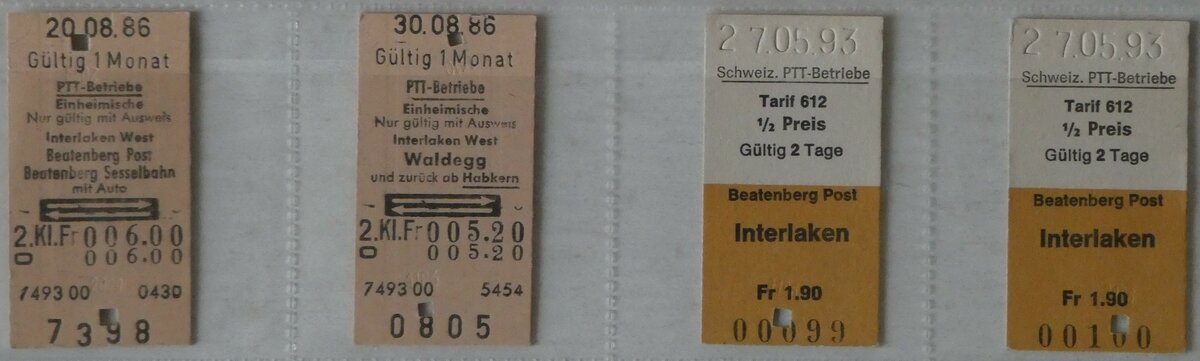 20.08.86
Gültig 1 Monat
PTT-Betriebe
Einheimische
Nur gültig mit Ausweis
Interlaken West
Beatenberg Post
Beatenberg Sesselbahn
mit Auto
2.Kl.Fr 006.00
0 006.00
7493 00 0430
7398
30.08.86
Gültig 1 Monat
PTT-Betriebe
Einheimische
Nur gültig mit Ausweis
Interlaken West
Waldegg
und zurück ab Habkern
2.Kl.Fr 005.20
0 005.20
7493 00 5454
0805
27.05.93
Schweiz. PTT-Betriebe
Tarif 612
1/2 Preis
Gültig 2 Tage
Beatenberg Post
Interlaken
Fr 1.90
00099
27.05.93
Schweiz. PTT-Betriebe
Tarif 612
1/2 Preis
Gültig 2 Tage
Beatenberg Post
Interlaken
Fr 1.90
00100